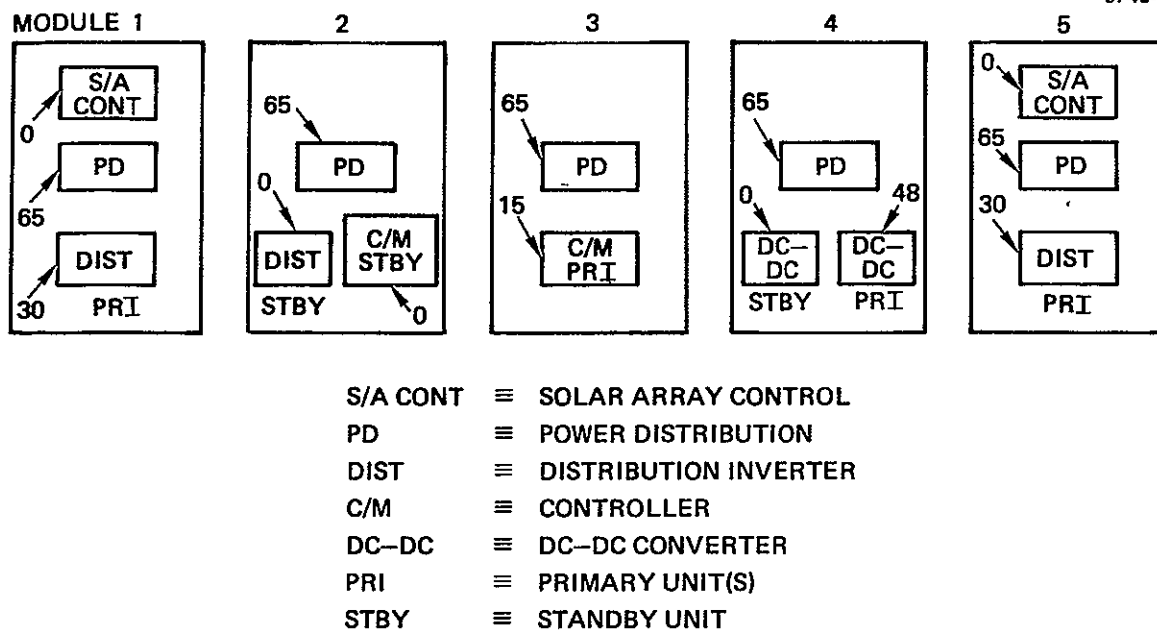 MODULE 1
S/A
CONT
0
PD
65
DIST
30
PRI
2
65
PD
0
DIST
STBY
C/M
STBY
0
3
65
PD
15
C/M
PRI
4
65
PD
0
DC–
DC
STBY
48
DC–
DC
PRI
5
0
S/A
CONT
65
PD
30
DIST
PRI
S/A CONT ≡ SOLAR ARRAY CONTROL
PD ≡ POWER DISTRIBUTION
DIST ≡ DISTRIBUTION INVERTER
C/M ≡ CONTROLLER
DC–DC ≡ DC–DC CONVERTER
PRI ≡ PRIMARY UNIT(S)
STBY ≡ STANDBY UNIT